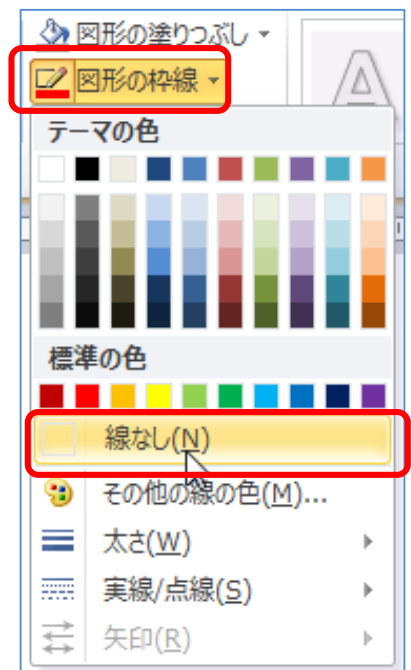 図形の塗りつぶし
図形の枠線
A
テーマの色
標準の色
線なし(N)
その他の線の色(M)...
太さ(W)
実線/点線(S)
矢印(R)